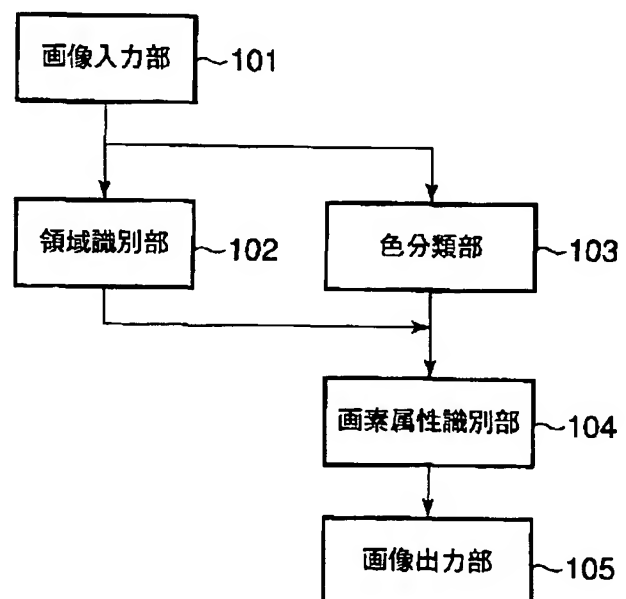 画像入力部 101
領域識別部 102
色分類部 103
画素属性識別部 104
画像出力部 105